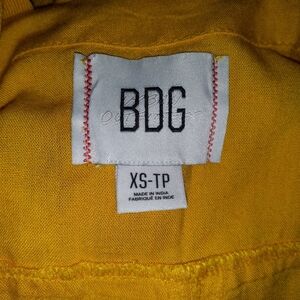 BDG
XS-TP
MADE IN INDIA
FABRIQUÉ EN INDE